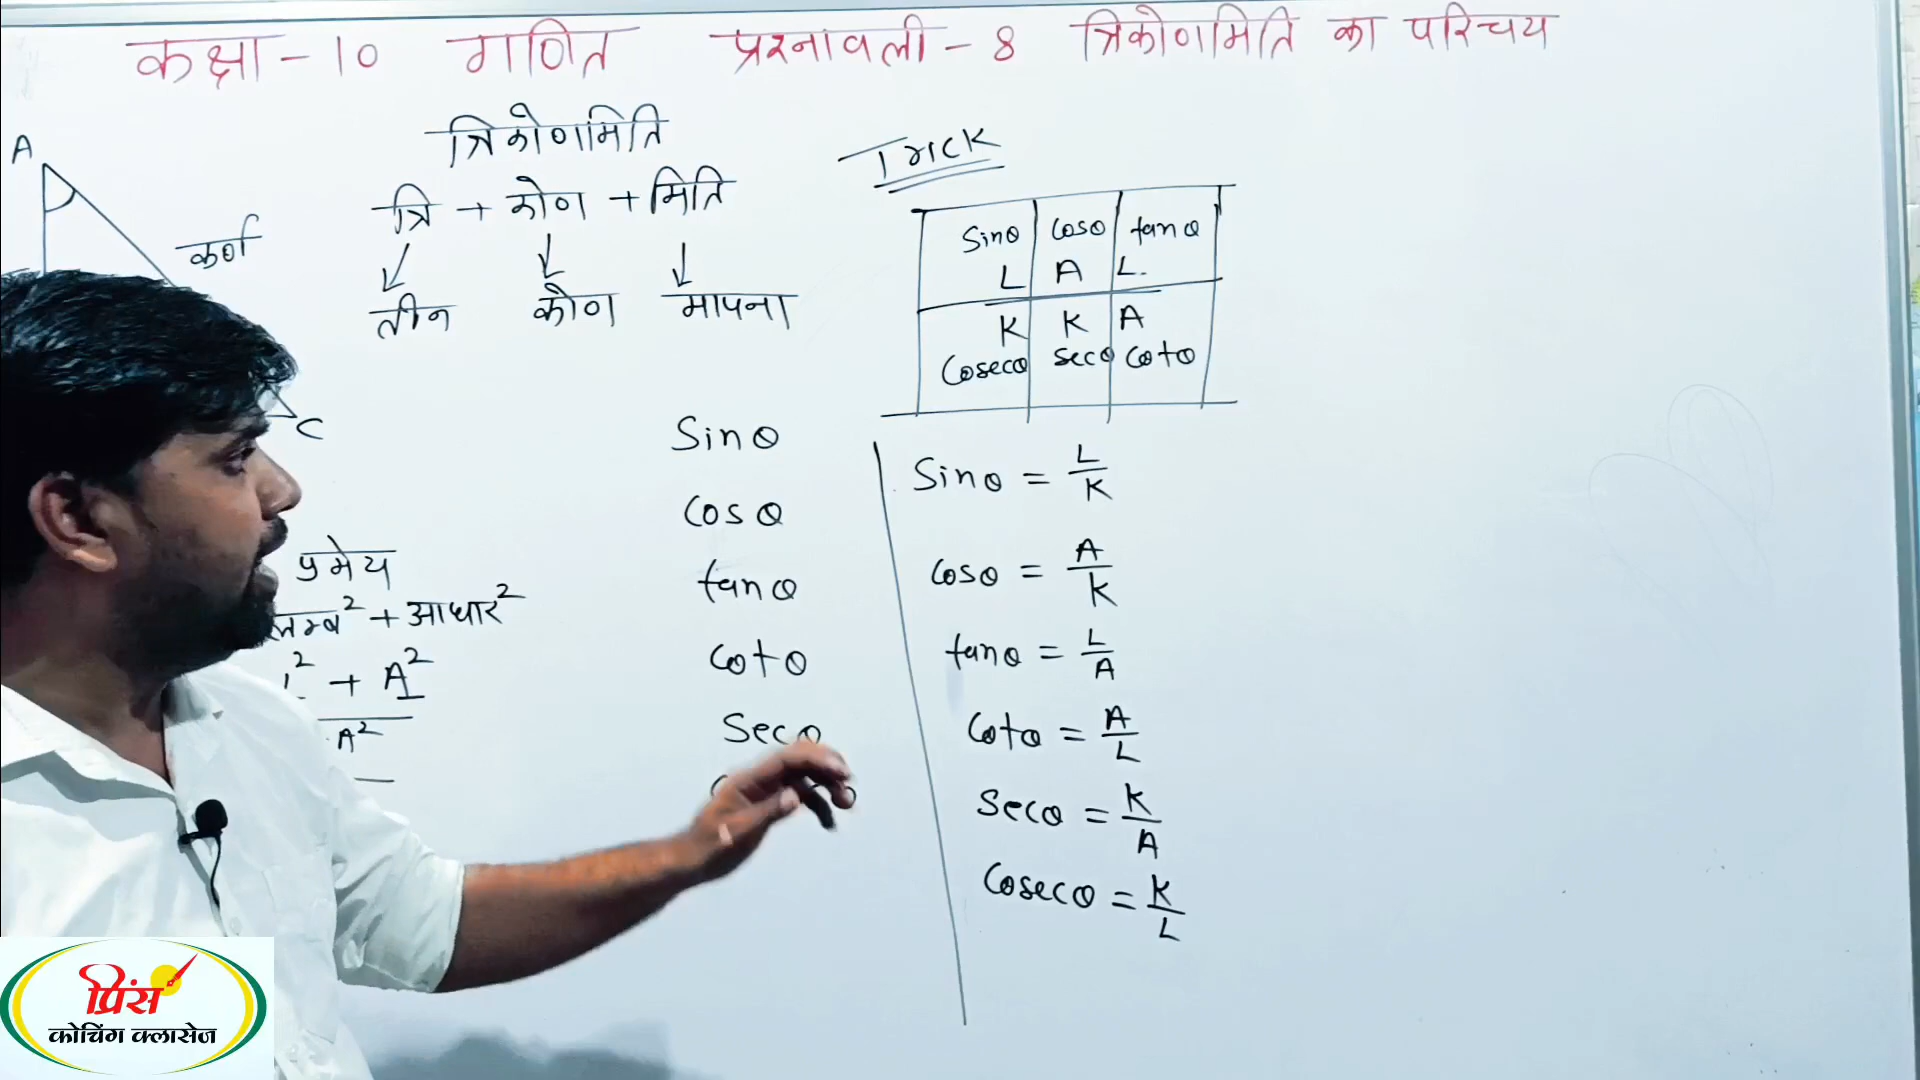 कक्षा - 10 गणित प्रश्नावली - 8 त्रिकोणमिति का परिचय
त्रिकोणमिति
त्रि + कोण + मिति
तीन कोण मापना
A
कर्ण
C
प्रमेय
लम्ब² + आधार²
L² + A²
A²
Sinθ
Cosθ
tanθ
Cotθ
Secθ
Trick
Sinθ Cosθ tanθ
L A L.
K K A
Cosecθ Secθ Cotθ
Sinθ = L/K
Cosθ = A/K
tanθ = L/A
Cotθ = A/L
Secθ = K/A
Cosecθ = K/L
प्रिंस
कोचिंग क्लासेज